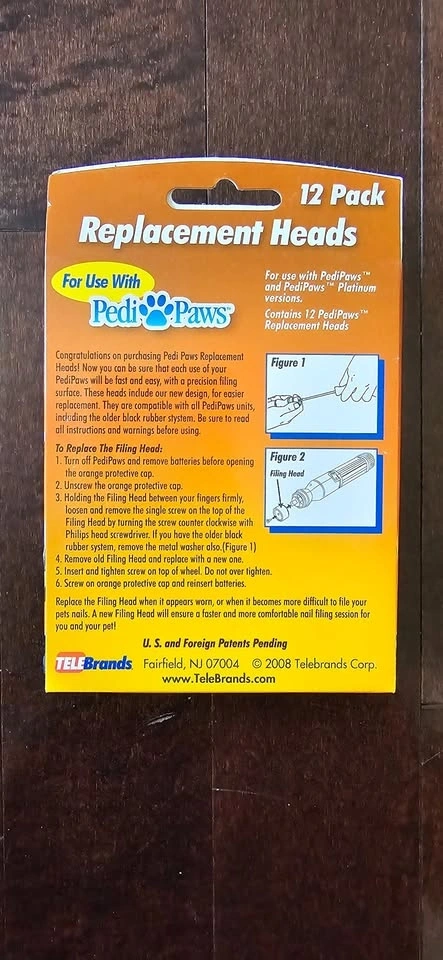 12 Pack
Replacement Heads
For Use With
Pedi Paws™
For use with PediPaws™
and PediPaws™ Platinum
versions.
Contains 12 PediPaws™
Replacement Heads
Congratulations on purchasing Pedi Paws Replacement
Heads! Now you can be sure that each use of your
PediPaws will be fast and easy, with a precision filing
surface. These heads include our new design, for easier
replacement. They are compatible with all PediPaws units,
including the older black rubber system. Be sure to read
all instructions and warnings before using.
Figure 1
To Replace The Filing Head:
1. Turn off PediPaws and remove batteries before opening
the orange protective cap.
2. Unscrew the orange protective cap.
3. Holding the Filing Head between your fingers firmly,
loosen and remove the single screw on the top of the
Filing Head by turning the screw counter clockwise with
Philips head screwdriver. If you have the older black
rubber system, remove the metal washer also.(Figure 1)
4. Remove old Filing Head and replace with a new one.
5. Insert and tighten screw on top of wheel. Do not over tighten.
6. Screw on orange protective cap and reinsert batteries.
Figure 2
Filing Head
Replace the Filing Head when it appears worn, or when it becomes more difficult to file your
pets nails. A new Filing Head will ensure a faster and more comfortable nail filing session for
you and your pet!
U. S. and Foreign Patents Pending
TELEBrands Fairfield, NJ 07004 © 2008 Telebrands Corp.
www.TeleBrands.com